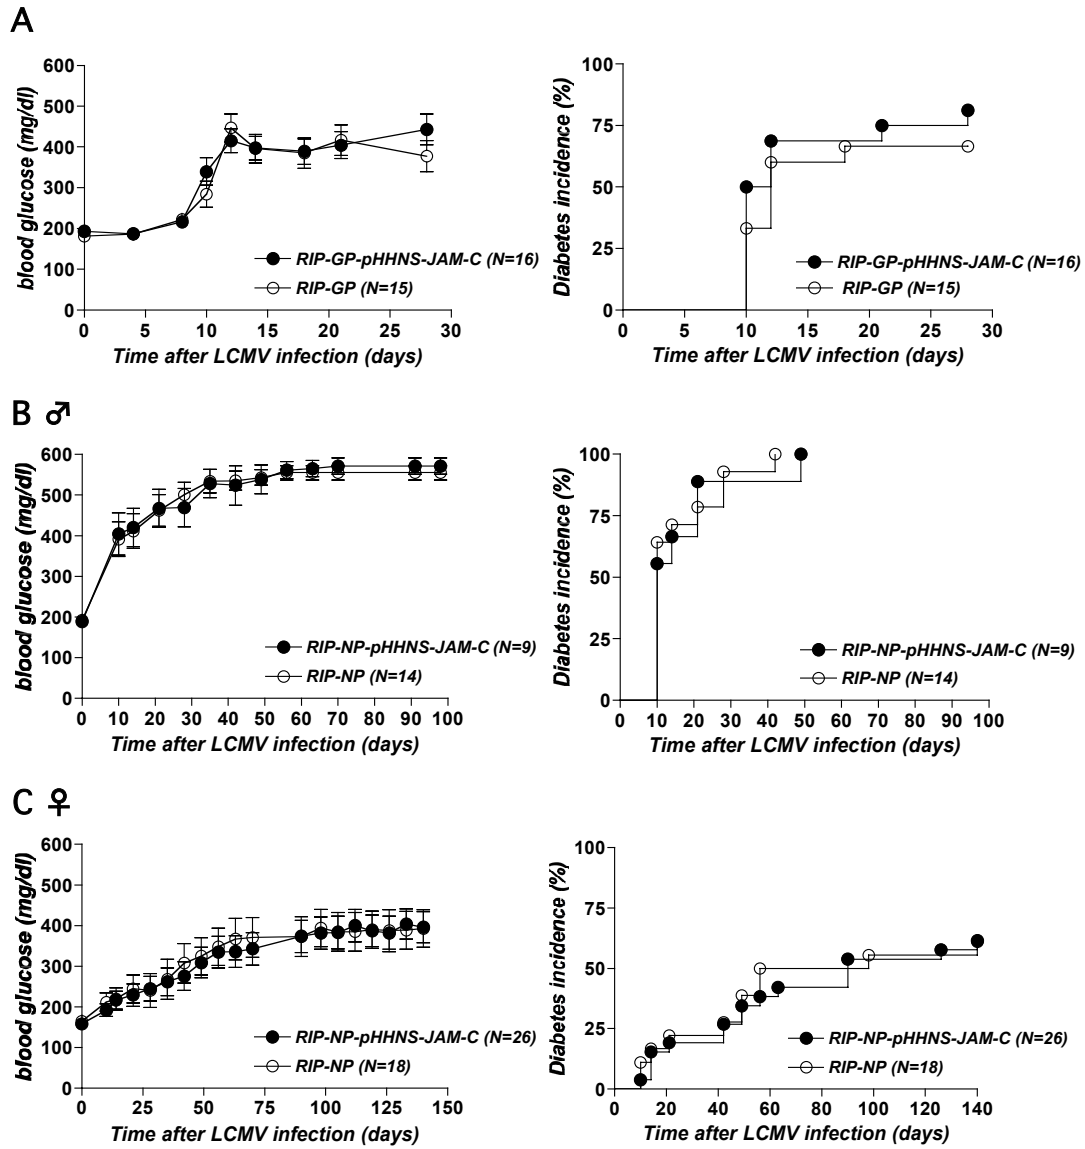 A
600
500
400
300
200
100
0
0 5 10 15 20 25 30
blood glucose (mg/dl)
Time after LCMV infection (days)
RIP-GP-pHHNS-JAM-C (N=16)
RIP-GP (N=15)
100
75
50
25
0
0 5 10 15 20 25 30
Diabetes incidence (%)
Time after LCMV infection (days)
RIP-GP-pHHNS-JAM-C (N=16)
RIP-GP (N=15)
B ♂
600
500
400
300
200
100
0
0 10 20 30 40 50 60 70 80 90 100
blood glucose (mg/dl)
Time after LCMV infection (days)
RIP-NP-pHHNS-JAM-C (N=9)
RIP-NP (N=14)
100
75
50
25
0
0 10 20 30 40 50 60 70 80 90 100
Diabetes incidence (%)
Time after LCMV infection (days)
RIP-NP-pHHNS-JAM-C (N=9)
RIP-NP (N=14)
C ♀
600
500
400
300
200
100
0
0 25 50 75 100 125 150
blood glucose (mg/dl)
Time after LCMV infection (days)
RIP-NP-pHHNS-JAM-C (N=26)
RIP-NP (N=18)
100
75
50
25
0
0 20 40 60 80 100 120 140
Diabetes incidence (%)
Time after LCMV infection (days)
RIP-NP-pHHNS-JAM-C (N=26)
RIP-NP (N=18)